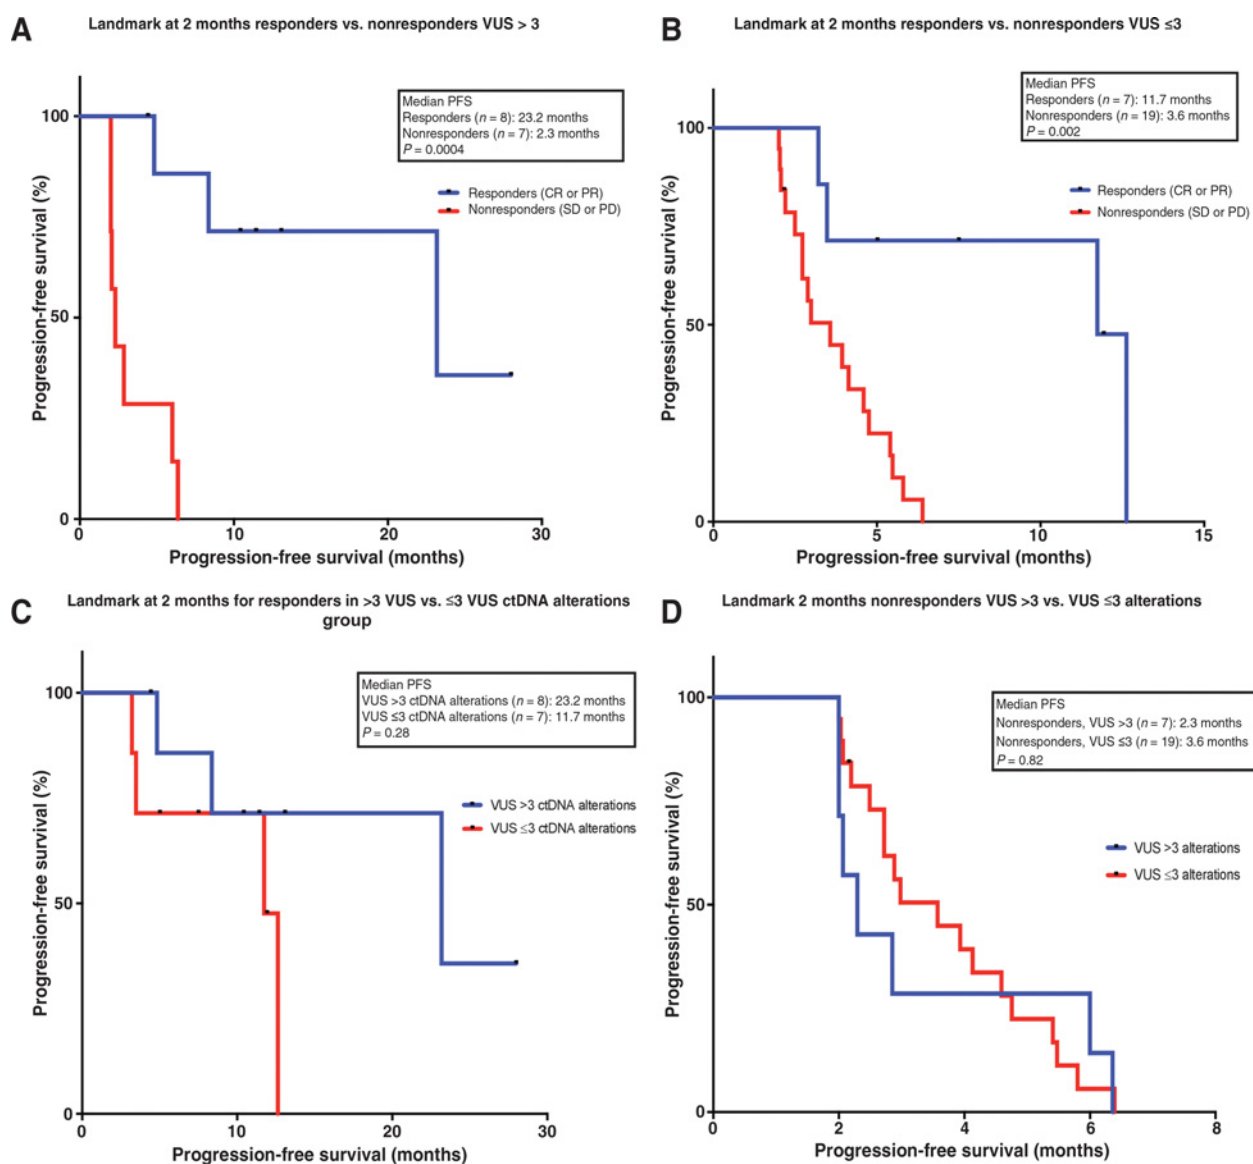 A
Landmark at 2 months responders vs. nonresponders VUS > 3
Median PFS
Responders (n = 8): 23.2 months
Nonresponders (n = 7): 2.3 months
P = 0.0004
Responders (CR or PR)
Nonresponders (SD or PD)
Progression-free survival (%)
100
50
0
0
10
20
30
Progression-free survival (months)
B
Landmark at 2 months responders vs. nonresponders VUS ≤3
Median PFS
Responders (n = 7): 11.7 months
Nonresponders (n = 19): 3.6 months
P = 0.002
Responders (CR or PR)
Nonresponders (SD or PD)
Progression-free survival (%)
100
50
0
0
5
10
15
Progression-free survival (months)
C
Landmark at 2 months for responders in >3 VUS vs. ≤3 VUS ctDNA alterations
group
Median PFS
VUS >3 ctDNA alterations (n = 8): 23.2 months
VUS ≤3 ctDNA alterations (n = 7): 11.7 months
P = 0.28
VUS >3 ctDNA alterations
VUS ≤3 ctDNA alterations
Progression-free survival (%)
100
50
0
0
10
20
30
Progression-free survival (months)
D
Landmark 2 months nonresponders VUS >3 vs. VUS ≤3 alterations
Median PFS
Nonresponders, VUS >3 (n = 7): 2.3 months
Nonresponders, VUS ≤3 (n = 19): 3.6 months
P = 0.82
VUS >3 alterations
VUS ≤3 alterations
Progression-free survival (%)
100
50
0
0
2
4
6
8
Progression-free survival (months)